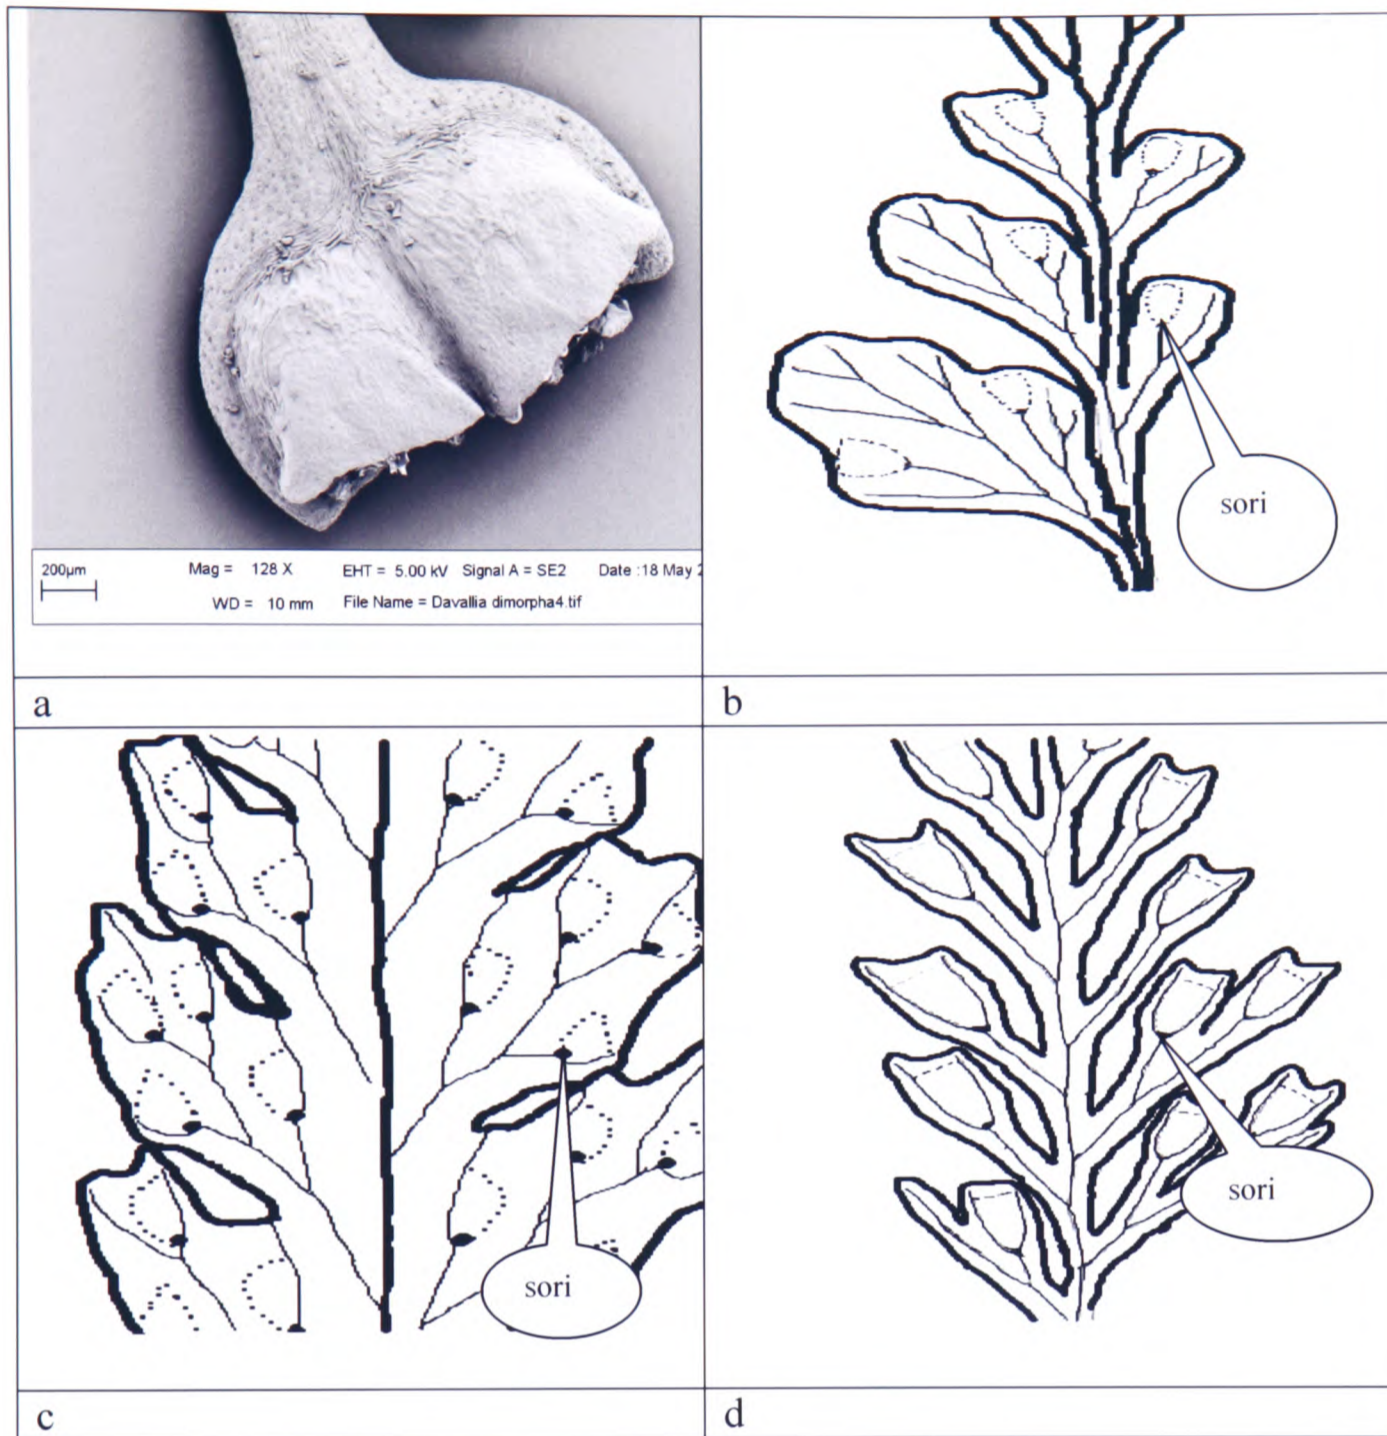 200µm
Mag = 128 X EHT = 5.00 kV Signal A = SE2 Date :18 May 2
WD = 10 mm File Name = Davallia dimorpha4.tif
sori
a
b
sori
sori
c
d